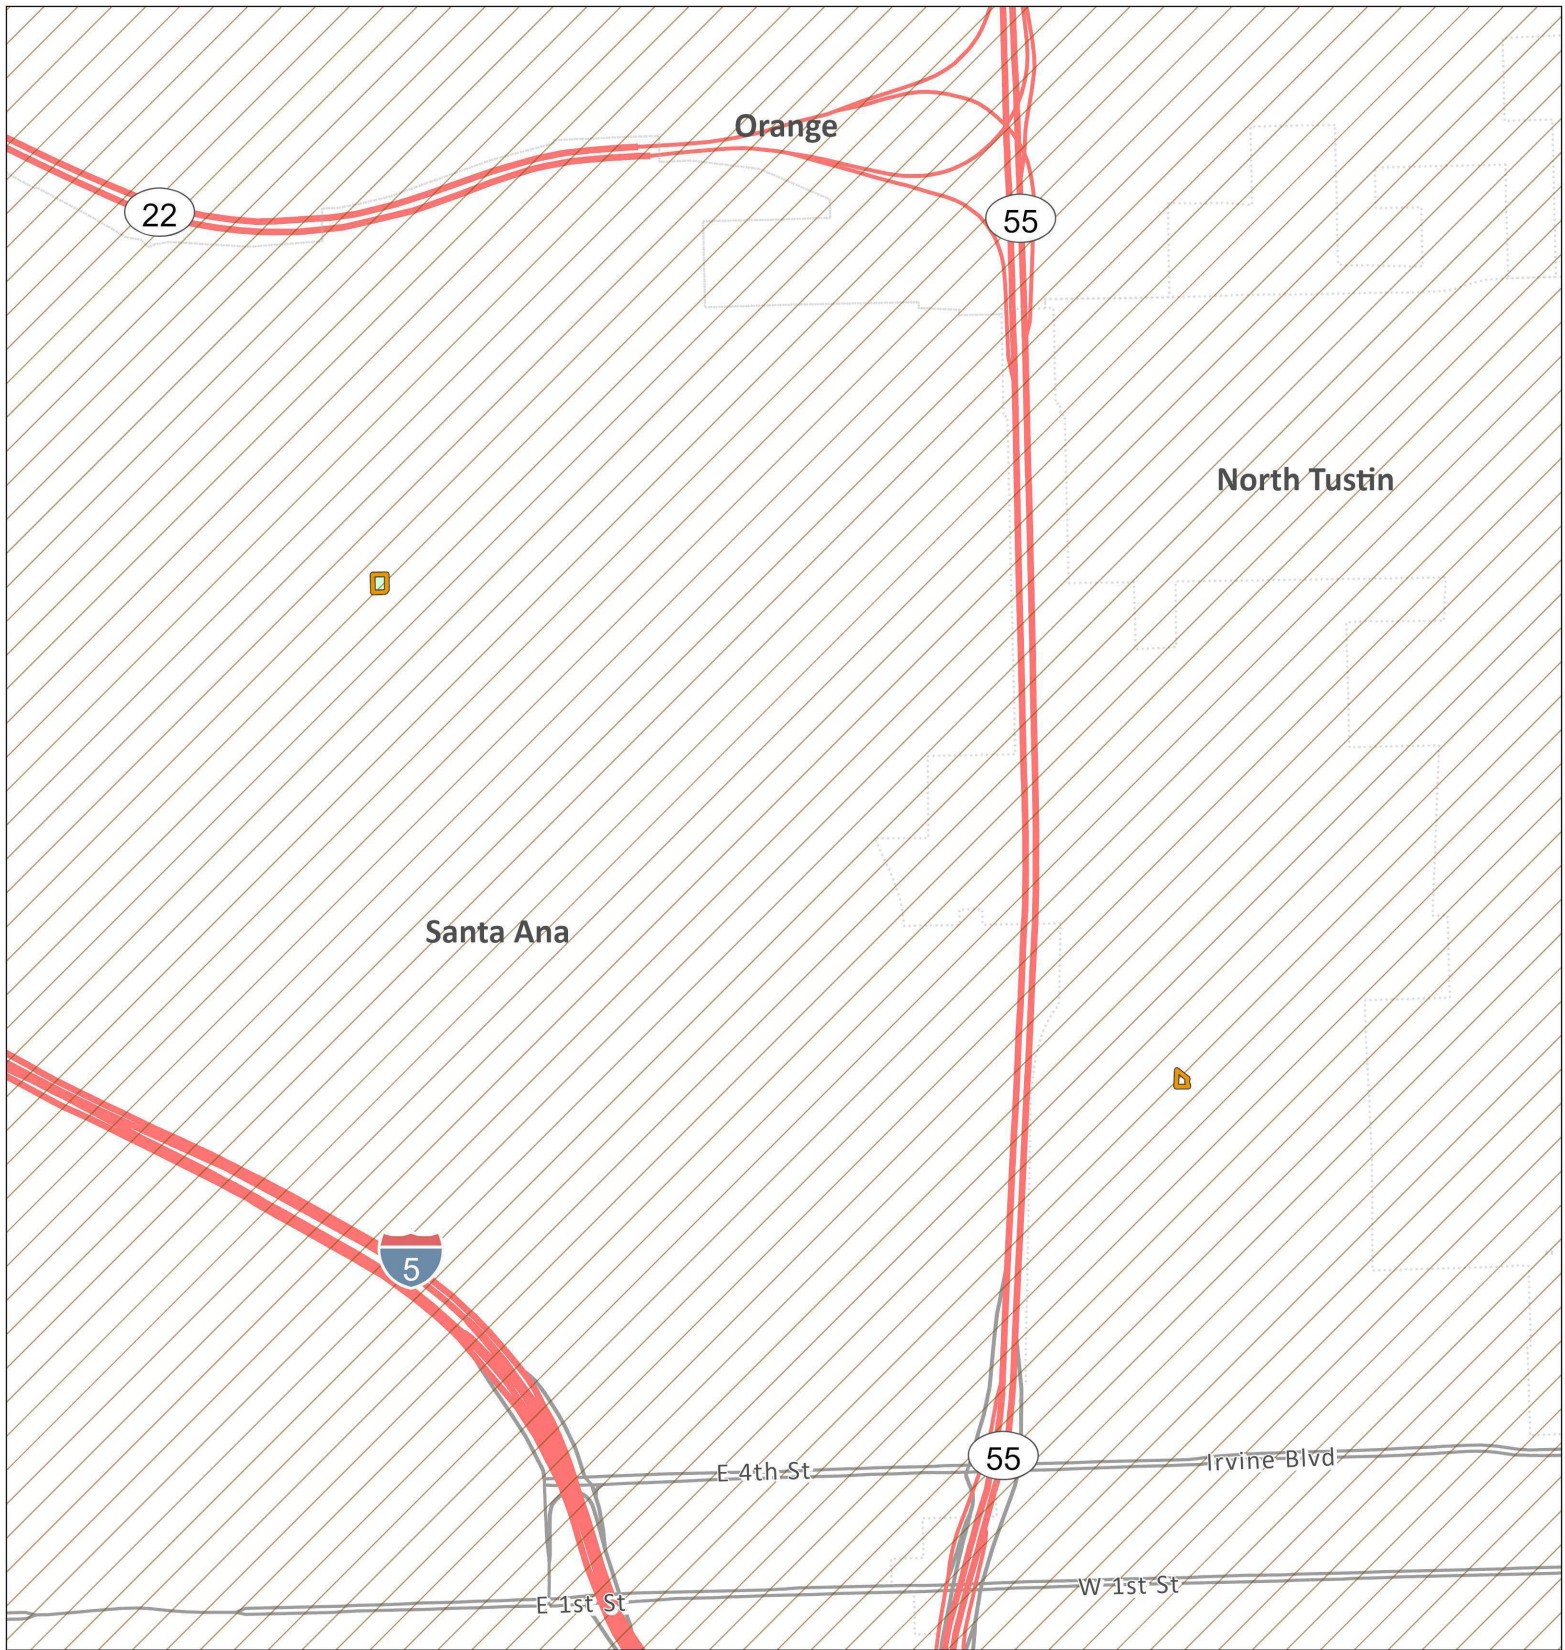 Orange
22
55
North Tustin
Santa Ana
5
55
Irvine Blvd
E 4th St
W 1st St
E 1st St